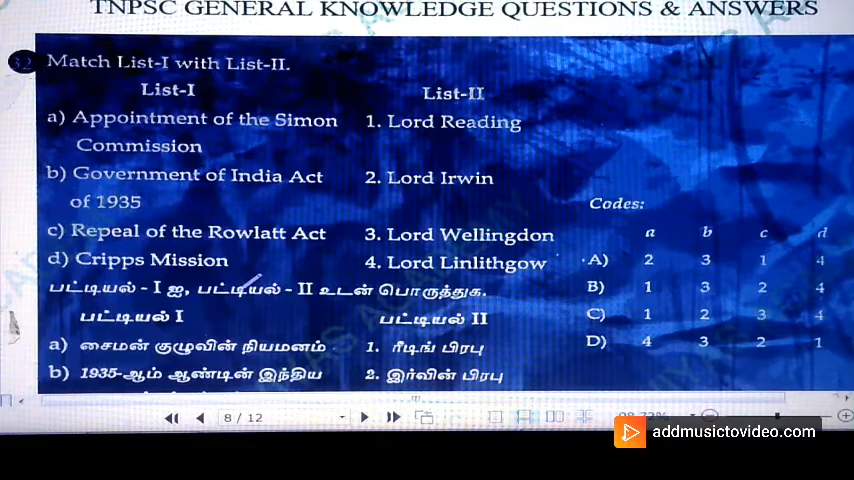 TNPSC GENERAL KNOWLEDGE QUESTIONS & ANSWERS
32 Match List-I with List-II.
List-I List-II
a) Appointment of the Simon Commission 1. Lord Reading
b) Government of India Act of 1935 2. Lord Irwin
c) Repeal of the Rowlatt Act 3. Lord Wellingdon
d) Cripps Mission 4. Lord Linlithgow
Codes:
a b c d
A) 2 3 1 4
B) 1 3 2 4
C) 1 2 3 4
D) 4 3 2 1
பட்டியல் - I ஐ, பட்டியல் - II உடன் பொருத்துக.
பட்டியல் I பட்டியல் II
a) சைமன் குழுவின் நியமனம் 1. ரீடிங் பிரபு
b) 1935-ஆம் ஆண்டின் இந்திய 2. இர்வின் பிரபு
8 / 12
98.73%
addmusictovideo.com